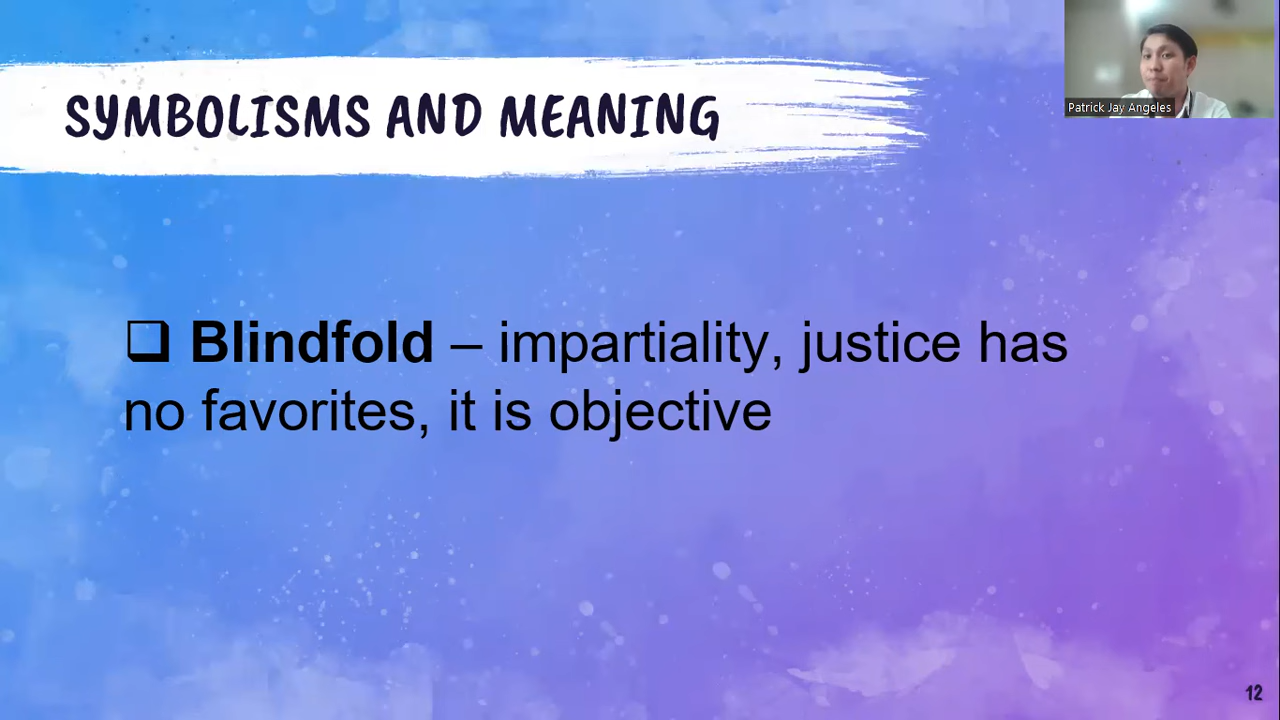 SYMBOLISMS AND MEANING
Patrick Jay Angeles
❑ Blindfold – impartiality, justice has
no favorites, it is objective
12